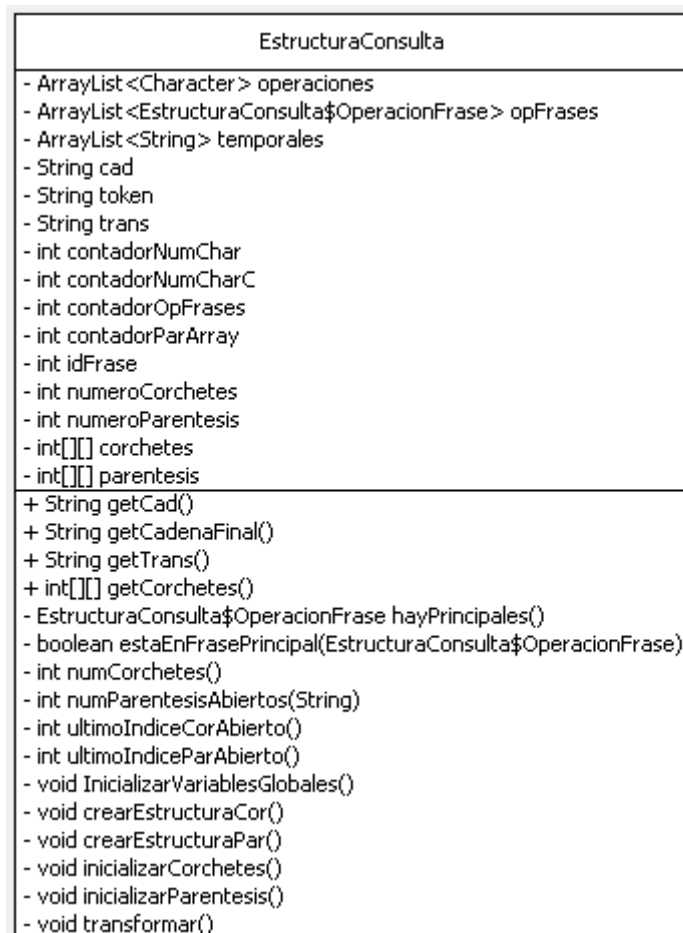 EstructuraConsulta
- ArrayList<Character> operaciones
- ArrayList<EstructuraConsulta$OperacionFrase> opFrases
- ArrayList<String> temporales
- String cad
- String token
- String trans
- int contadorNumChar
- int contadorNumCharC
- int contadorOpFrases
- int contadorParArray
- int idFrase
- int numeroCorchetes
- int numeroParentesis
- int[][] corchetes
- int[][] parentesis
+ String getCad()
+ String getCadenaFinal()
+ String getTrans()
+ int[][] getCorchetes()
- EstructuraConsulta$OperacionFrase hayPrincipales()
- boolean estaEnFrasePrincipal(EstructuraConsulta$OperacionFrase)
- int numCorchetes()
- int numParentesisAbiertos(String)
- int ultimoIndiceCorAbierto()
- int ultimoIndiceParAbierto()
- void InicializarVariablesGlobales()
- void crearEstructuraCor()
- void crearEstructuraPar()
- void inicializarCorchetes()
- void inicializarParentesis()
- void transformar()